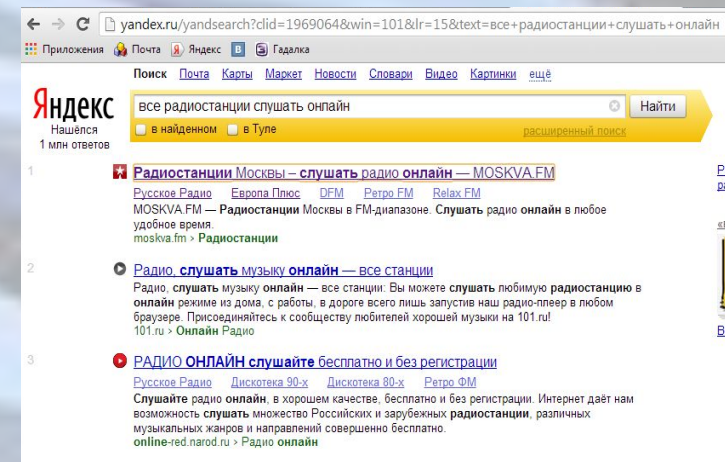 yandex.ru/yandsearch?clid=1969064&win=101&lr=15&text=все+радиостанции+слушать+онлайн
Приложения Почта Яндекс В Гадалка
Поиск Почта Карты Маркет Новости Словари Видео Картинки ещё
Яндекс
все радиостанции слушать онлайн Найти
в найденном в Туле расширенный поиск
Нашёлся
1 млн ответов
1 Радиостанции Москвы – слушать радио онлайн — MOSKVA.FM
Русское Радио Европа Плюс DFM Ретро FM Relax FM
MOSKVA.FM — Радиостанции Москвы в FM-диапазоне. Слушать радио онлайн в любое
удобное время.
moskva.fm › Радиостанции
2 Радио, слушать музыку онлайн — все станции
Радио, слушать музыку онлайн — все станции: Вы можете слушать любимую радиостанцию в
онлайн режиме из дома, с работы, в дороге всего лишь запустив наш радио-плеер в любом
браузере. Присоединяйтесь к сообществу любителей хорошей музыки на 101.ru!
101.ru › Онлайн Радио
3 РАДИО ОНЛАЙН слушайте бесплатно и без регистрации
Русское Радио Дискотека 90-х Дискотека 80-х Ретро ФМ
Слушайте радио онлайн, в хорошем качестве, бесплатно и без регистрации. Интернет даёт нам
возможность слушать множество Российских и зарубежных радиостанции, различных
музыкальных жанров и направлений совершенно бесплатно.
online-red.narod.ru › Радио онлайн